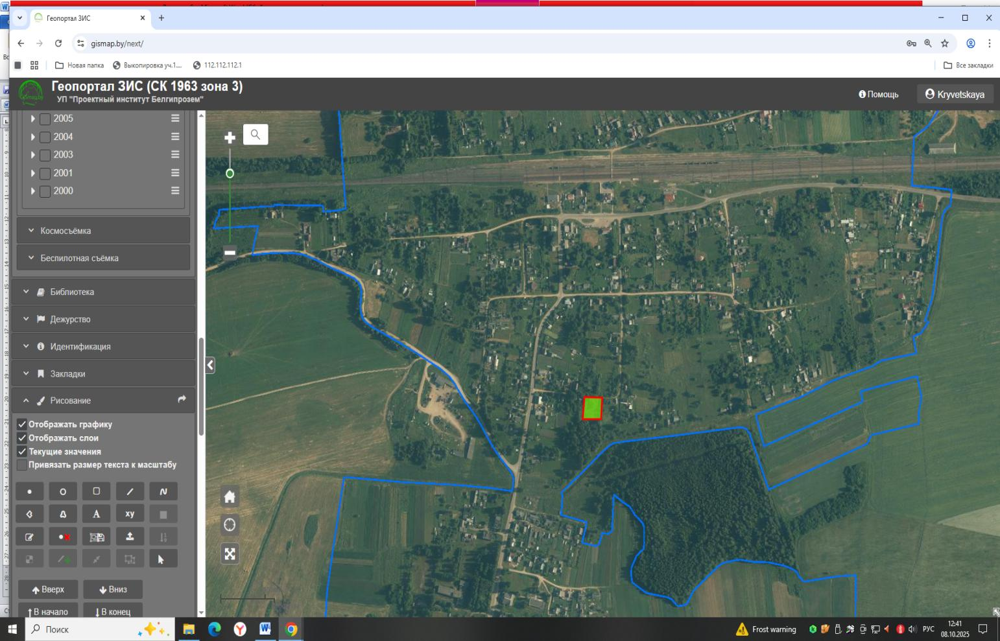 Геопортал ЗИС
gismap.by/next/
Новая папка
Выкопировка уч.1....
112.112.112.1
Все закладки
Геопортал ЗИС (СК 1963 зона 3)
УП "Проектный институт Белгипрозем"
Помощь
Kryvetskaya
2005
2004
2003
2001
2000
Космосъёмка
Беспилотная съёмка
Библиотека
Дежурство
Идентификация
Закладки
Рисование
Отображать графику
Отображать слои
Текущие значения
Привязать размер текста к масштабу
A
xy
Вверх
Вниз
В начало
В конец
Поиск
Frost warning
РУС
12:41
08.10.2025